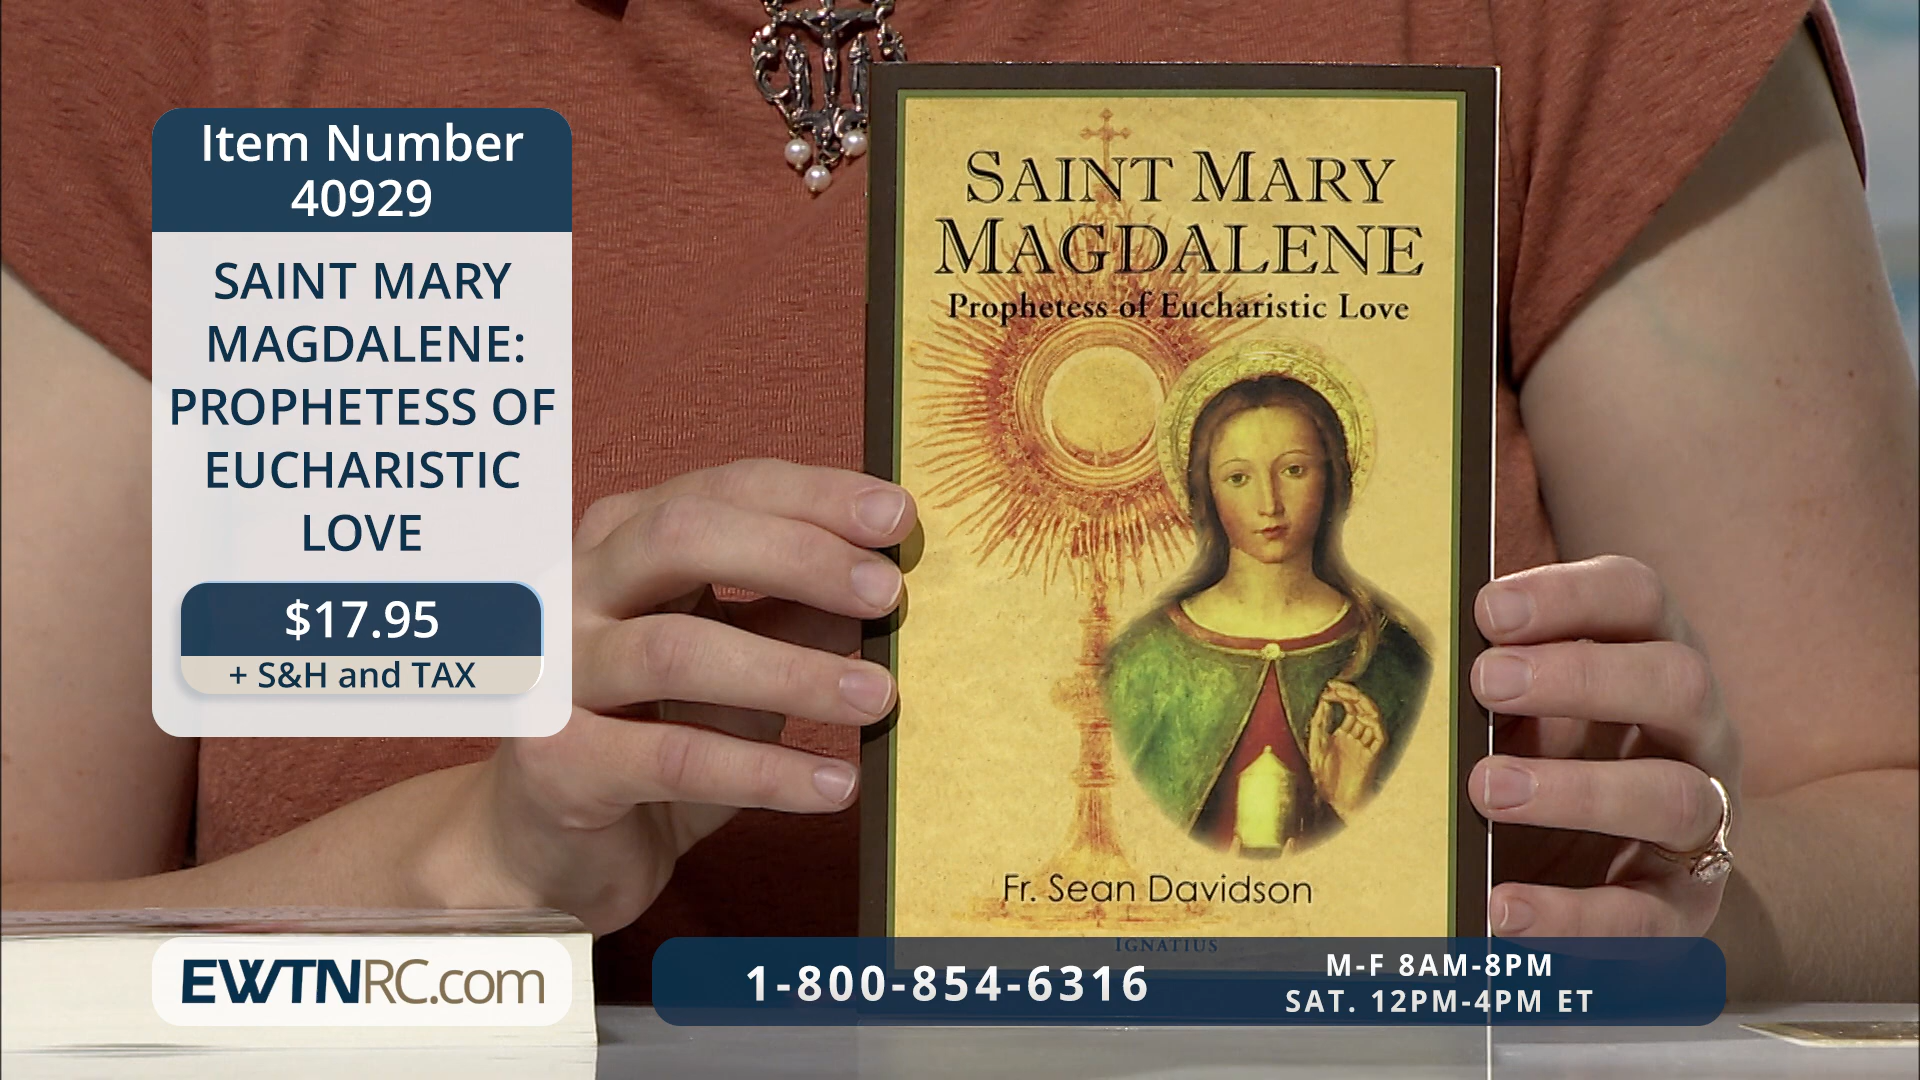 Item Number
40929
SAINT MARY
MAGDALENE:
PROPHETESS OF
EUCHARISTIC
LOVE
$17.95
+ S&H and TAX
SAINT MARY
MAGDALENE
Prophetess of Eucharistic Love
Fr. Sean Davidson
IGNATIUS
EWTNRC.com
1-800-854-6316
M-F 8AM-8PM
SAT. 12PM-4PM ET